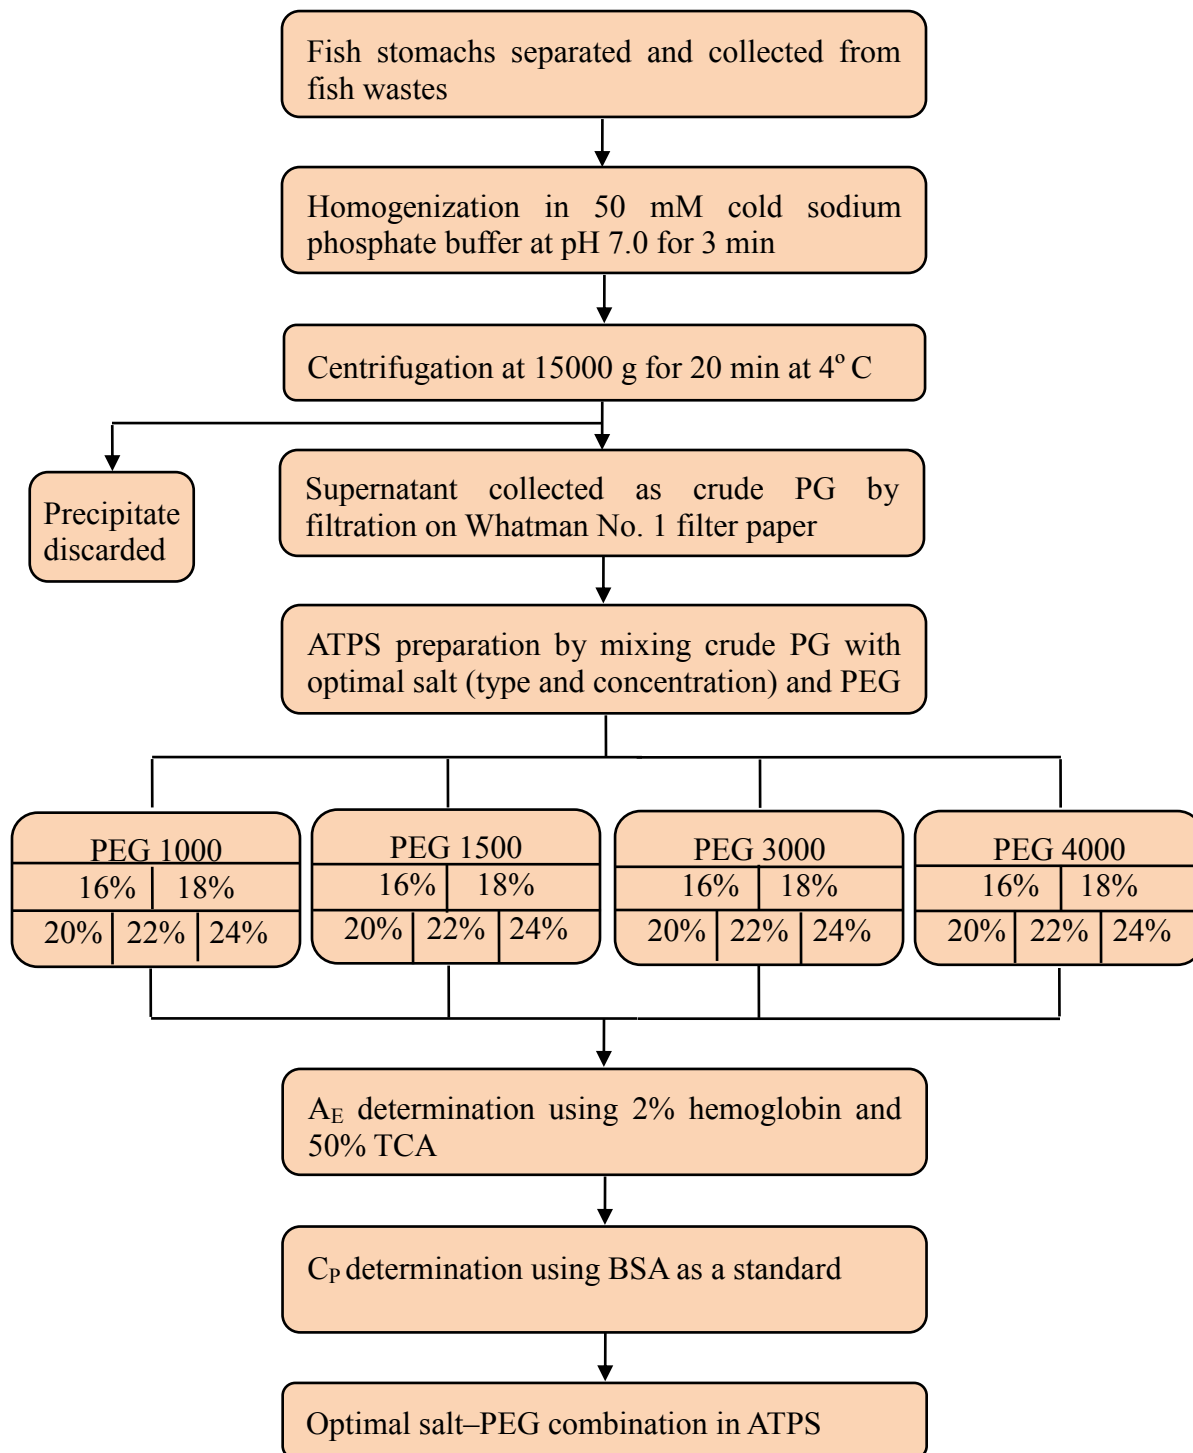 Fish stomachs separated and collected from
fish wastes
Homogenization in 50 mM cold sodium
phosphate buffer at pH 7.0 for 3 min
Centrifugation at 15000 g for 20 min at 4º C
Precipitate
discarded
Supernatant collected as crude PG by
filtration on Whatman No. 1 filter paper
ATPS preparation by mixing crude PG with
optimal salt (type and concentration) and PEG
PEG 1000
16% 18%
20% 22% 24%
PEG 1500
16% 18%
20% 22% 24%
PEG 3000
16% 18%
20% 22% 24%
PEG 4000
16% 18%
20% 22% 24%
AE determination using 2% hemoglobin and
50% TCA
CP determination using BSA as a standard
Optimal salt–PEG combination in ATPS